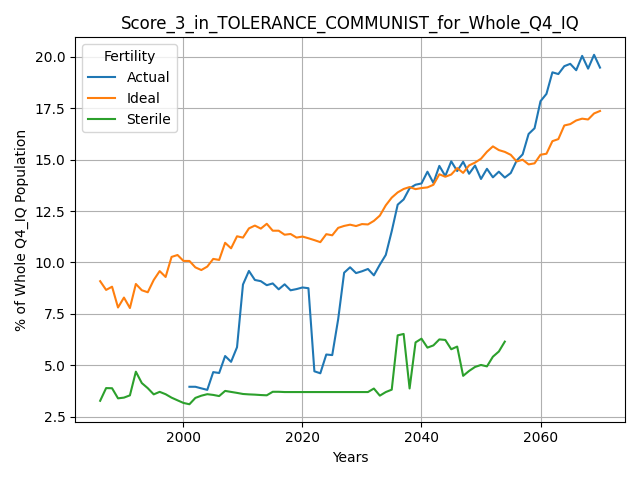 Score_3_in_TOLERANCE_COMMUNIST_for_Whole_Q4_IQ
Fertility
Actual
Ideal
Sterile
% of Whole Q4_IQ Population
20.0
17.5
15.0
12.5
10.0
7.5
5.0
2.5
2000
2020
2040
2060
Years